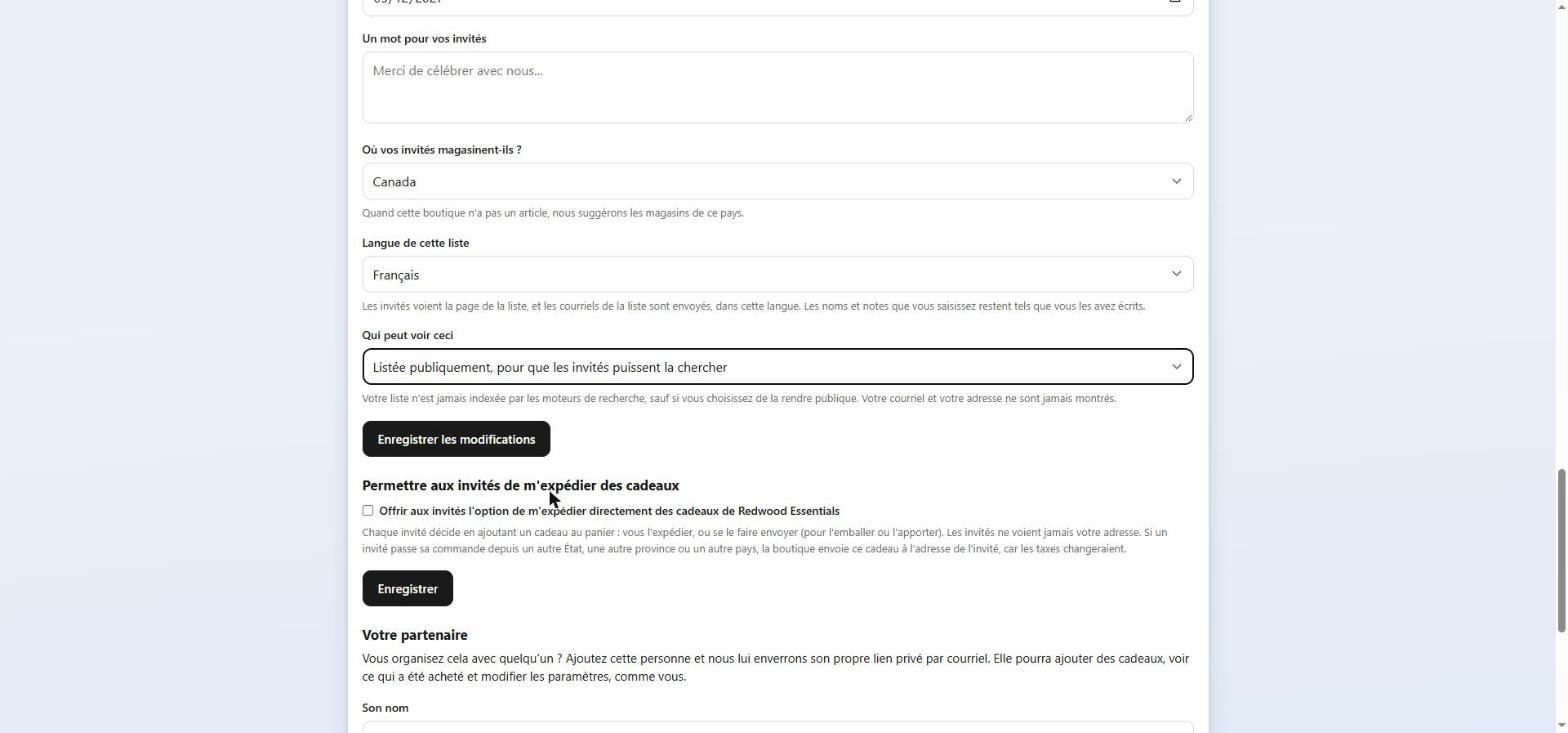 Un mot pour vos invités
Merci de célébrer avec nous...
Où vos invités magasinent-ils ?
Canada
Quand cette boutique n'a pas un article, nous suggérons les magasins de ce pays.
Langue de cette liste
Français
Les invités voient la page de la liste, et les courriels de la liste sont envoyés, dans cette langue. Les noms et notes que vous saisissez restent tels que vous les avez écrits.
Qui peut voir ceci
Listée publiquement, pour que les invités puissent la chercher
Votre liste n'est jamais indexée par les moteurs de recherche, sauf si vous choisissez de la rendre publique. Votre courriel et votre adresse ne sont jamais montrés.
Enregistrer les modifications
Permettre aux invités de m'expédier des cadeaux
Offrir aux invités l'option de m'expédier directement des cadeaux de Redwood Essentials
Chaque invité décide en ajoutant un cadeau au panier : vous l'expédier, ou se le faire envoyer (pour l'emballer ou l'apporter). Les invités ne voient jamais votre adresse. Si un
invité passe sa commande depuis un autre État, une autre province ou un autre pays, la boutique envoie ce cadeau à l'adresse de l'invité, car les taxes changeraient.
Enregistrer
Votre partenaire
Vous organisez cela avec quelqu'un ? Ajoutez cette personne et nous lui enverrons son propre lien privé par courriel. Elle pourra ajouter des cadeaux, voir
ce qui a été acheté et modifier les paramètres, comme vous.
Son nom